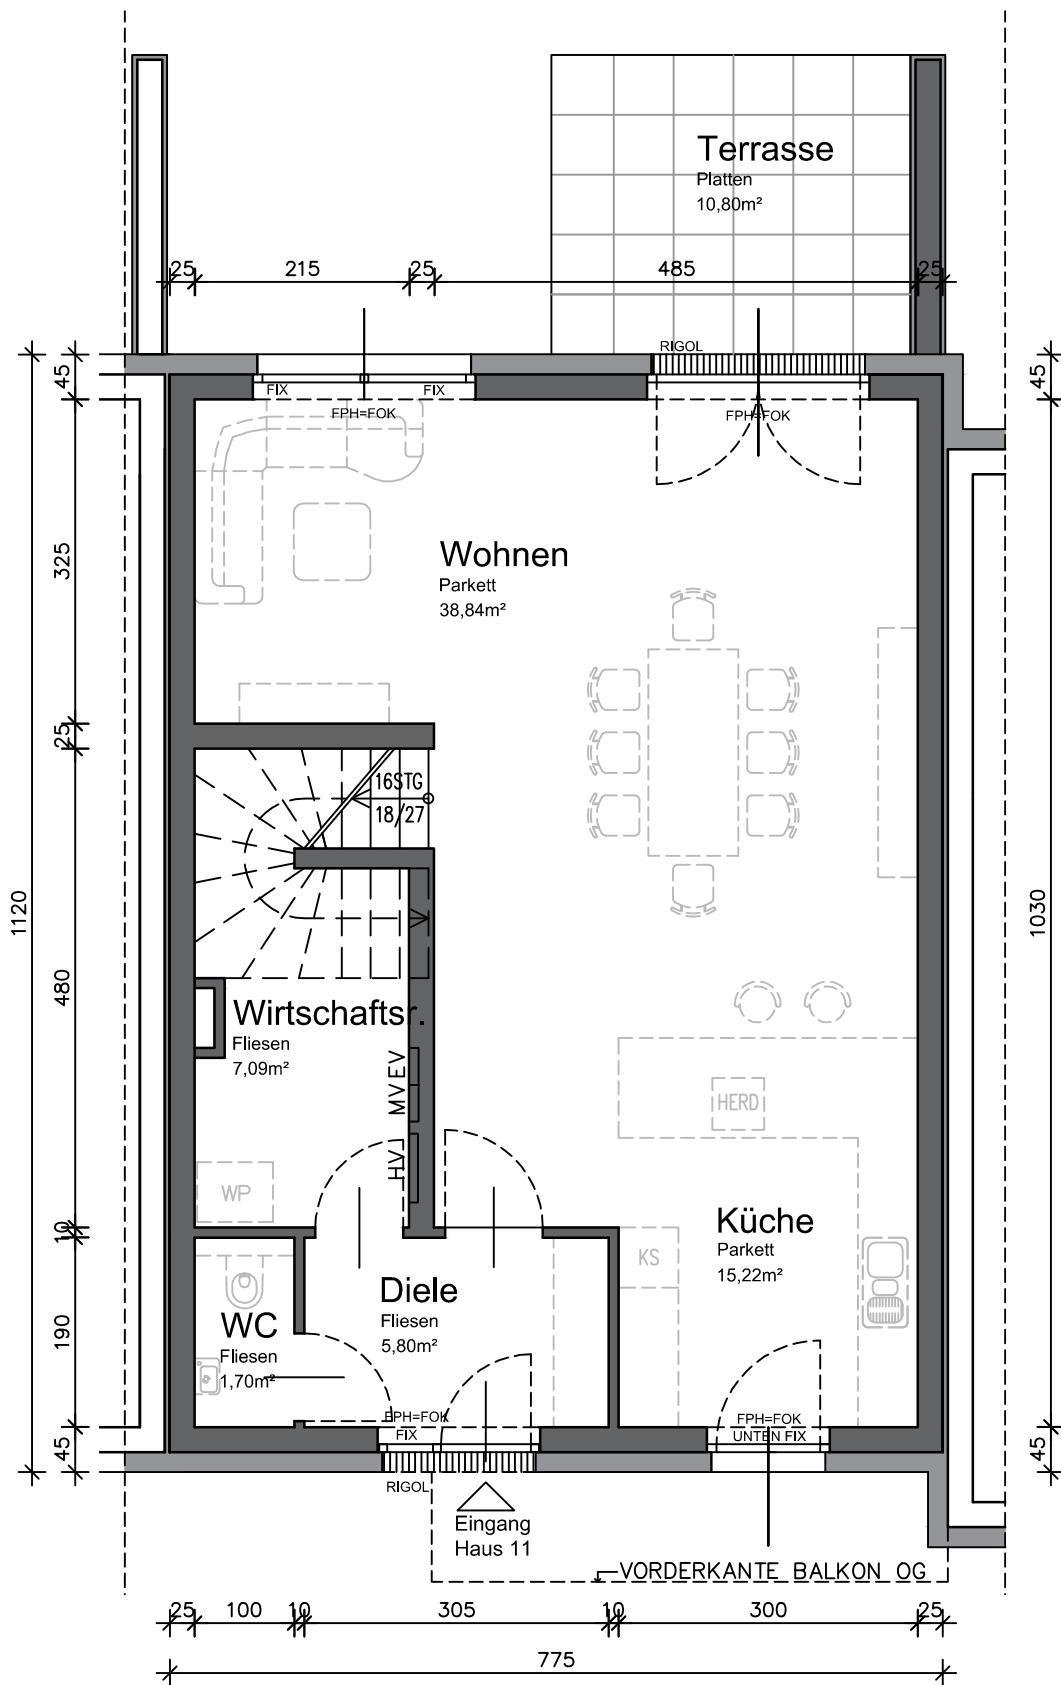 Terrasse
Platten
10,80m²
25
215
25
485
25
RIGOL
45
45
FIX
FIX
FPH=FOK
FPH=FOK
325
Wohnen
Parkett
38,84m²
25
16STG
18/27
1120
1030
480
Wirtschaftsr.
Fliesen
7,09m²
MVEV
HV
HERD
WP
10
Küche
Parkett
15,22m²
KS
Diele
Fliesen
5,80m²
WC
Fliesen
1,70m²
190
FPH=FOK
FIX
FPH=FOK
UNTEN FIX
45
45
RIGOL
Eingang
Haus 11
VORDERKANTE BALKON OG
25
100
10
305
10
300
25
775